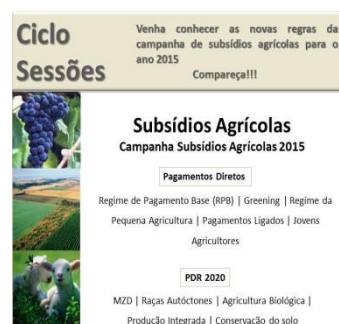 Ciclo
Sessões
Venha conhecer as novas regras da
campanha de subsídios agrícolas para o
ano 2015
Compareça!!!
Subsídios Agrícolas
Campanha Subsídios Agrícolas 2015
Pagamentos Diretos
Regime de Pagamento Base (RPB) | Greening | Regime da
Pequena Agricultura | Pagamentos Ligados | Jovens
Agricultores
PDR 2020
MZD | Raças Autóctones | Agricultura Biológica |
Produção Integrada | Conservação do solo